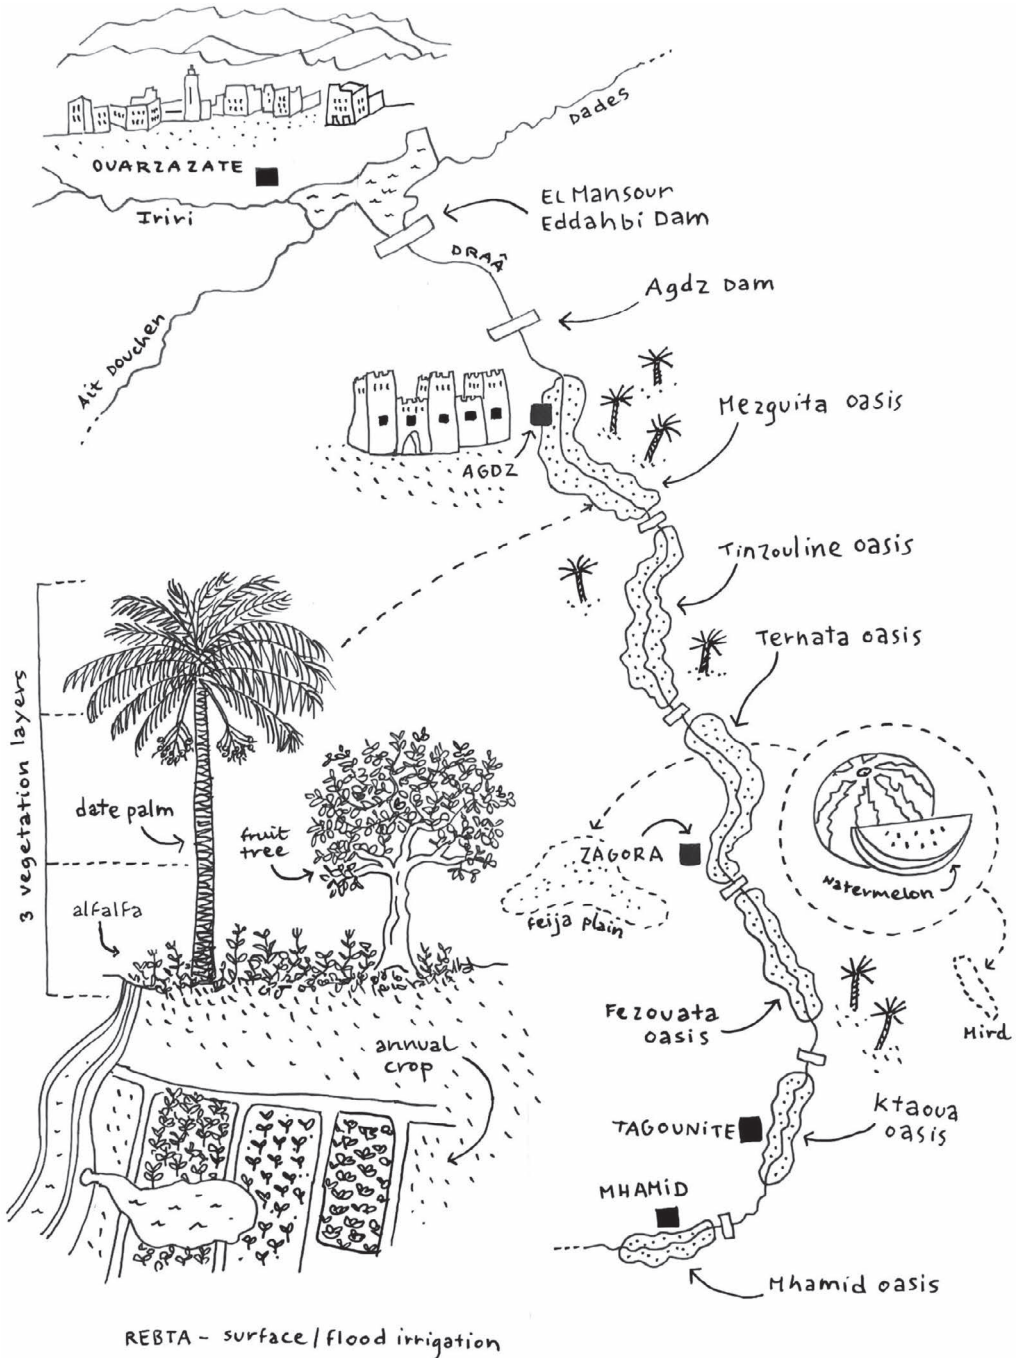 Dades
OUARZAZATE
Iriri
EL Mansour
Eddahbi Dam
DRAÂ
Agdz Dam
Ait Douchen
Mezguita oasis
AGDZ
Tinzouline oasis
Ternata oasis
3 vegetation layers
date palm
fruit
tree
alfalfa
ZAGORA
Feija plain
Watermelon
Fezouata
oasis
Mird
annual
crop
Ktaoua
oasis
TAGOUNITE
MHAMID
Mhamid oasis
REBTA - surface/flood irrigation